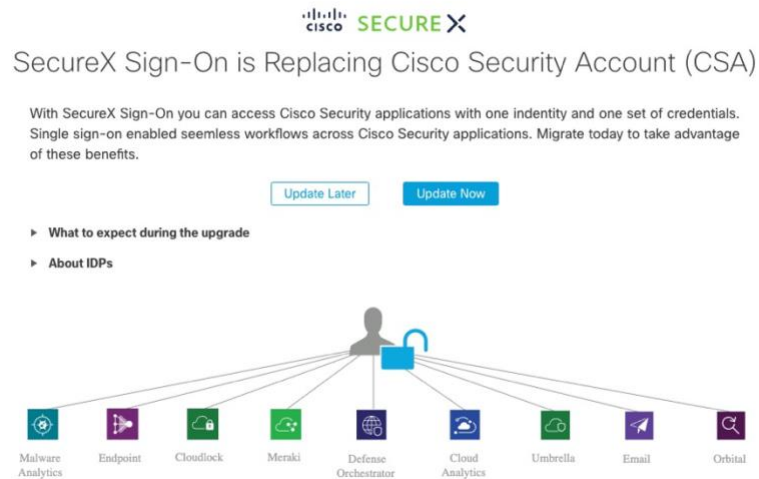 cisco SECURE X
SecureX Sign-On is Replacing Cisco Security Account (CSA)
With SecureX Sign-On you can access Cisco Security applications with one indentity and one set of credentials.
Single sign-on enabled seemless workflows across Cisco Security applications. Migrate today to take advantage
of these benefits.
Update Later Update Now
What to expect during the upgrade
About IDPs
Malware Analytics
Endpoint
Cloudlock
Meraki
Defense Orchestrator
Cloud Analytics
Umbrella
Email
Orbital